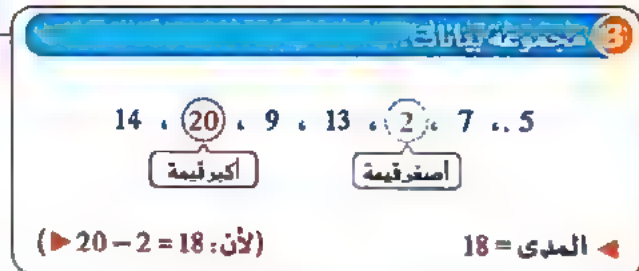 3 مجموعة بيانات
5 ، 7 ، 2 ، 13 ، 9 ، 20 ، 14
أصغر قيمة أكبر قيمة
المدى = 18 (لأن: 18 = 2 − 20)